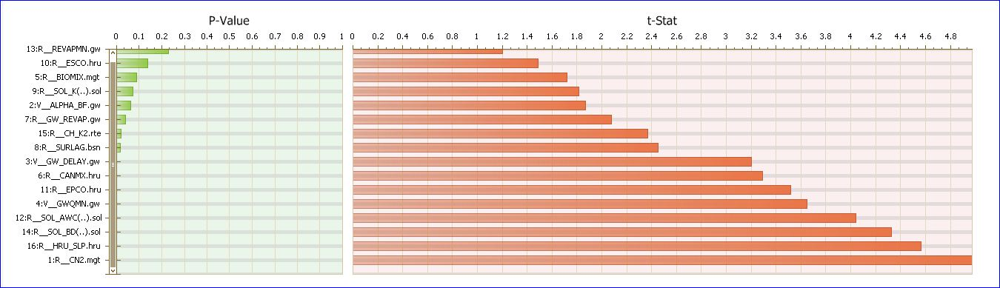 P-Value t-Stat
0 0.1 0.2 0.3 0.4 0.5 0.6 0.7 0.8 0.9 1 0 0.2 0.4 0.6 0.8 1 1.2 1.4 1.6 1.8 2 2.2 2.4 2.6 2.8 3 3.2 3.4 3.6 3.8 4 4.2 4.4 4.6 4.8
13:R__REVAPMN.gw
10:R__ESCO.hru
5:R__BIOMIX.mgt
9:R__SOL_K(..).sol
2:V__ALPHA_BF.gw
7:R__GW_REVAP.gw
15:R__CH_K2.rte
8:R__SURLAG.bsn
3:V__GW_DELAY.gw
6:R__CANMX.hru
11:R__EPCO.hru
4:V__GWQMN.gw
12:R__SOL_AWC(..).sol
14:R__SOL_BD(..).sol
16:R__HRU_SLP.hru
1:R__CN2.mgt